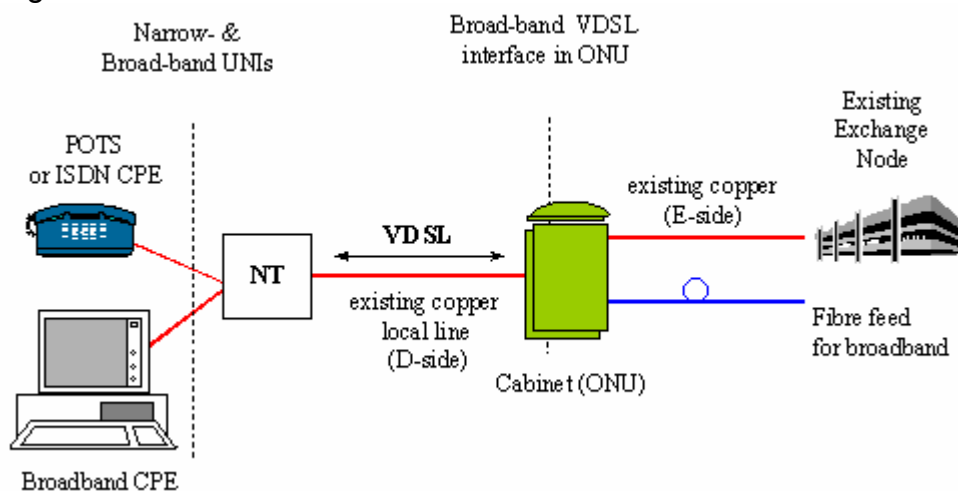 Narrow- &
Broad-band UNIs
Broad-band VDSL
interface in ONU
Existing
Exchange
Node
POTS
or ISDN CPE
existing copper
(E-side)
VDSL
NT
existing copper
local line
(D-side)
Fibre feed
for broadband
Cabinet (ONU)
Broadband CPE